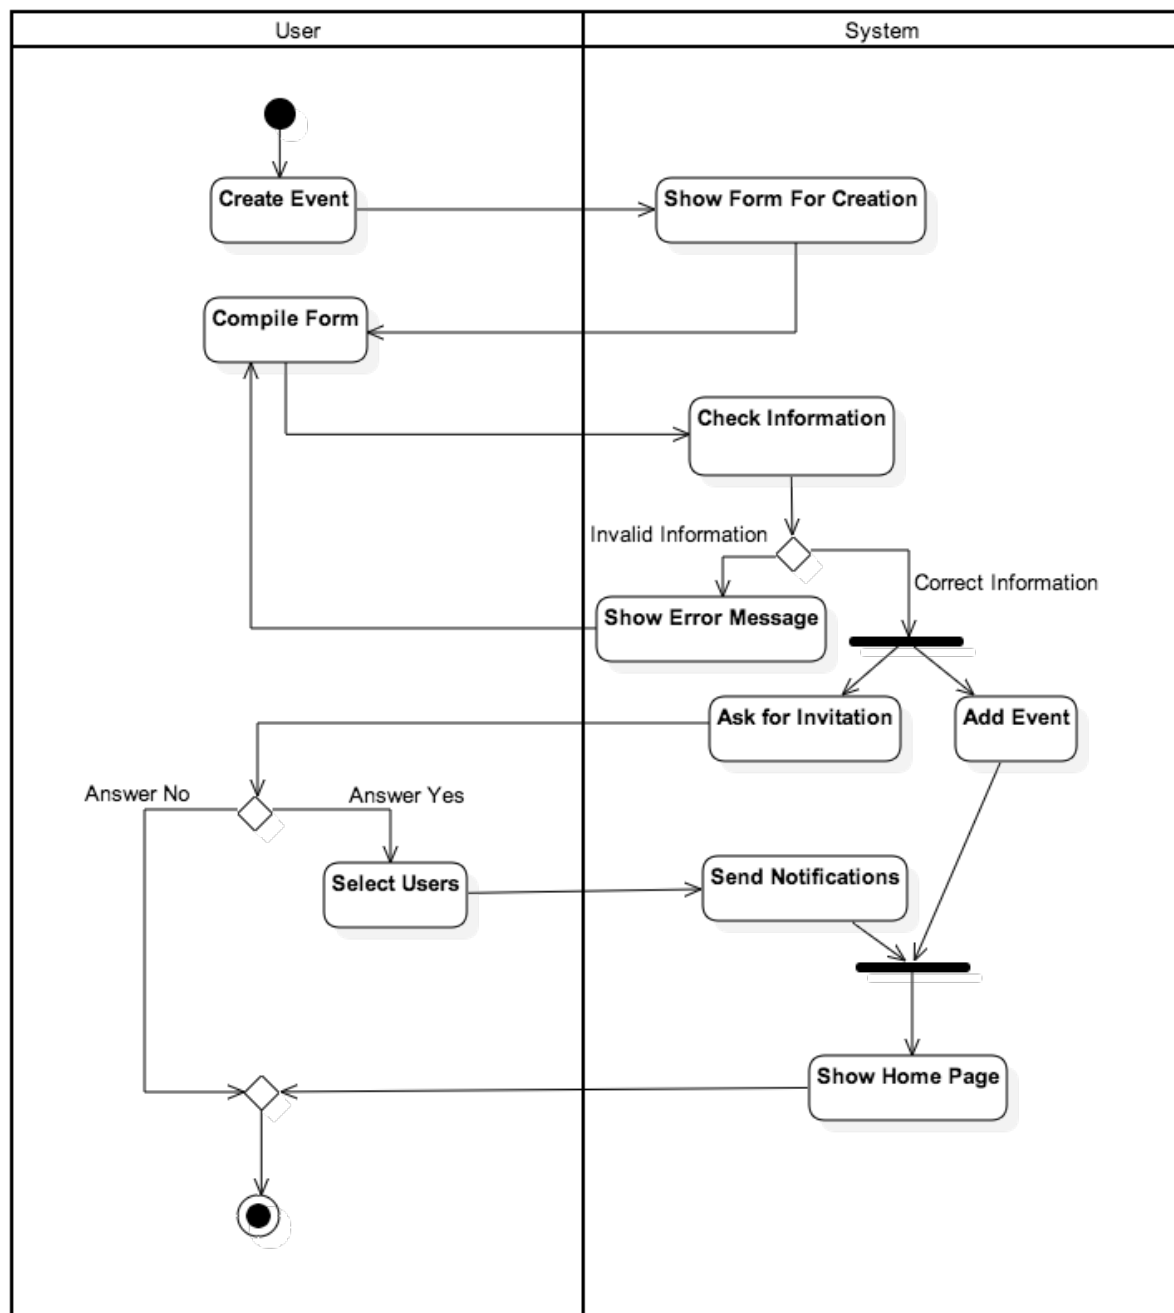 User
System
Create Event
Show Form For Creation
Compile Form
Check Information
Invalid Information
Correct Information
Show Error Message
Ask for Invitation
Add Event
Answer No
Answer Yes
Select Users
Send Notifications
Show Home Page